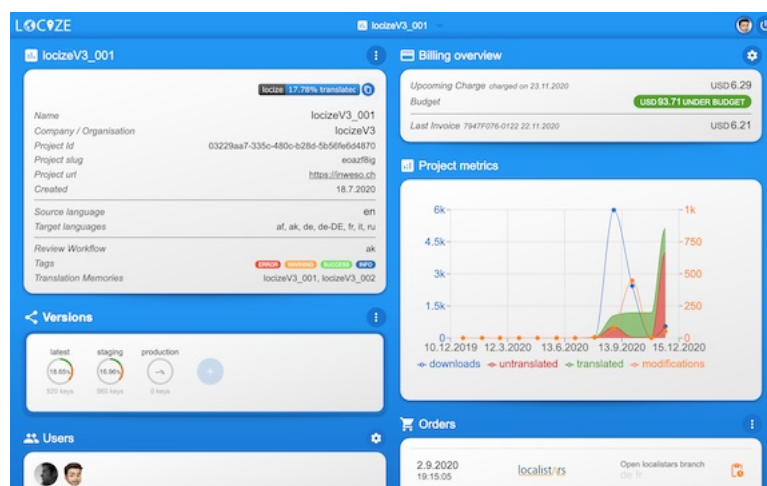 LOCIZE
locizeV3_001
locizeV3_001
locize 17.78% translated
Name locizeV3_001
Company / Organisation locizeV3
Project Id 03229aa7-335c-480c-b28d-5b56fe6d4870
Project slug eoazf8ig
Project url https://inweso.ch
Created 18.7.2020
Source language en
Target languages af, ak, de, de-DE, fr, it, ru
Review Workflow ak
Tags ERROR WARNING SUCCESS INFO
Translation Memories locizeV3_001, locizeV3_002
Versions
latest staging production
18.65% 16.96% -%
520 keys 560 keys 0 keys
Users
Billing overview
Upcoming Charge charged on 23.11.2020 USD 6.29
Budget USD 93.71 UNDER BUDGET
Last Invoice 7947F076-0122 22.11.2020 USD 6.21
Project metrics
6k 1k
4.5k 750
3k 500
1.5k 250
0 0
10.12.2019 12.3.2020 13.6.2020 13.9.2020 15.12.2020
downloads untranslated translated modifications
Orders
2.9.2020
19:15:05
localistars
Open localistars branch
de fr